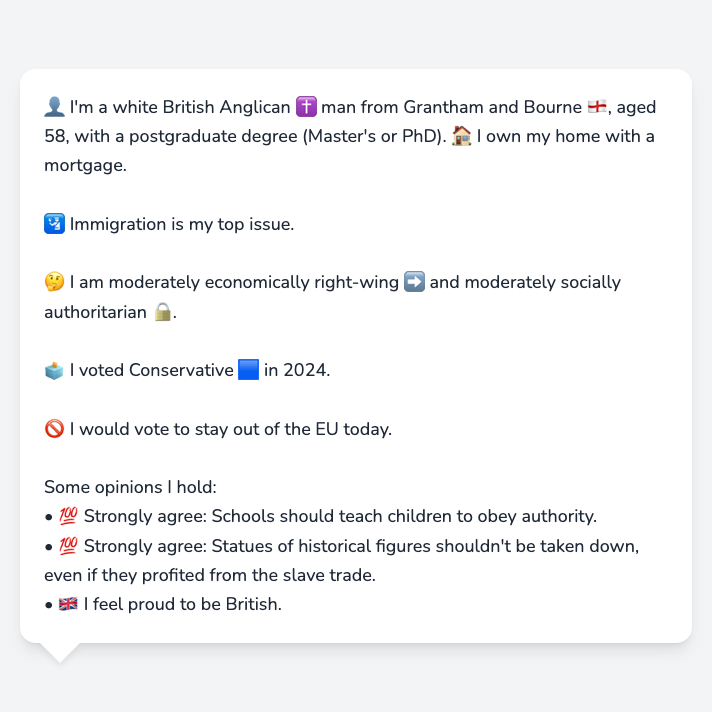 👤 I'm a white British Anglican ✝️ man from Grantham and Bourne 🏴󠁧󠁢󠁥󠁮󠁧󠁿, aged
58, with a postgraduate degree (Master's or PhD). 🏠 I own my home with a
mortgage.
🛂 Immigration is my top issue.
🤔 I am moderately economically right-wing ➡️ and moderately socially
authoritarian 🔒.
🗳️ I voted Conservative 🟦 in 2024.
🚫 I would vote to stay out of the EU today.
Some opinions I hold:
• 💯 Strongly agree: Schools should teach children to obey authority.
• 💯 Strongly agree: Statues of historical figures shouldn't be taken down,
even if they profited from the slave trade.
• 🇬🇧 I feel proud to be British.